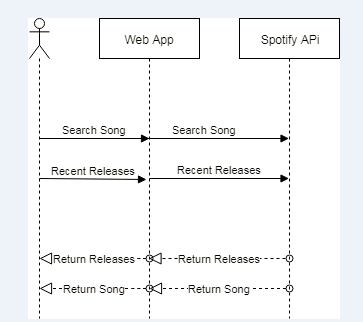 Web App
Spotify APi
Search Song
Search Song
Recent Releases
Recent Releases
Return Releases
Return Releases
Return Song
Return Song